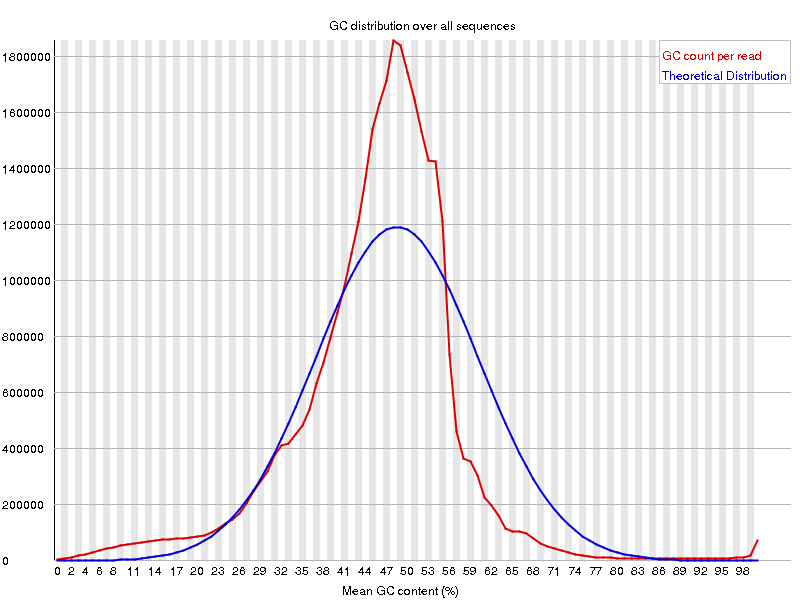 GC distribution over all sequences
GC count per read
Theoretical Distribution
1800000
1600000
1400000
1200000
1000000
800000
600000
400000
200000
0
0 2 4 6 8 11 14 17 20 23 26 29 32 35 38 41 44 47 50 53 56 59 62 65 68 71 74 77 80 83 86 89 92 95 98
Mean GC content (%)